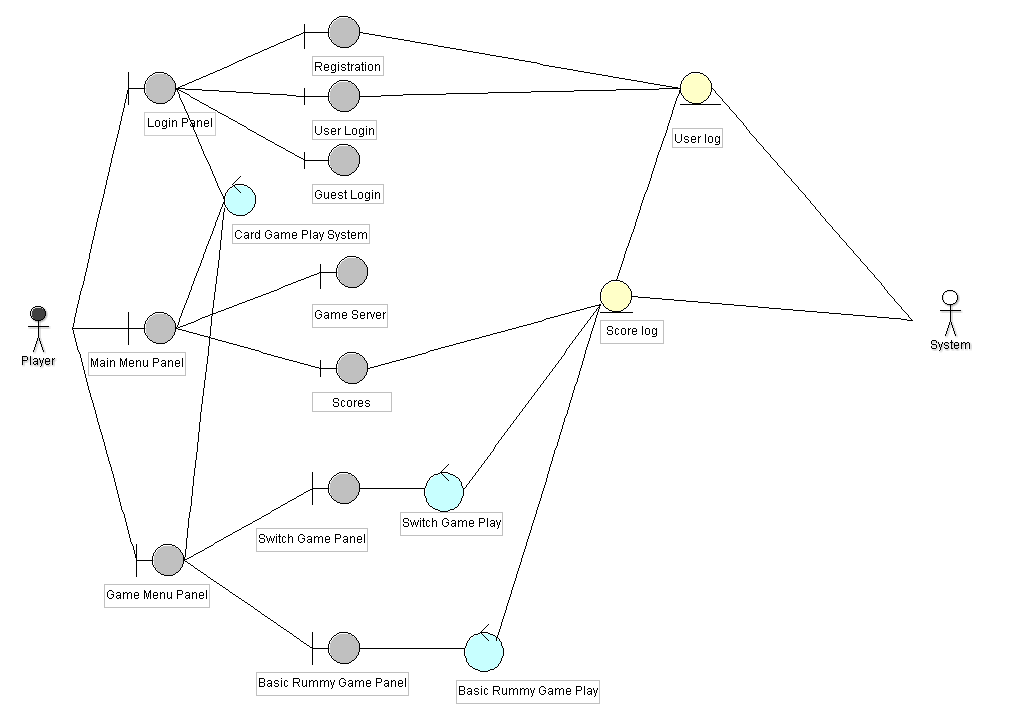 Registration
Login Panel
User Login
User log
Guest Login
Card Game Play System
Game Server
Score log
System
Player
Main Menu Panel
Scores
Switch Game Play
Switch Game Panel
Game Menu Panel
Basic Rummy Game Panel
Basic Rummy Game Play